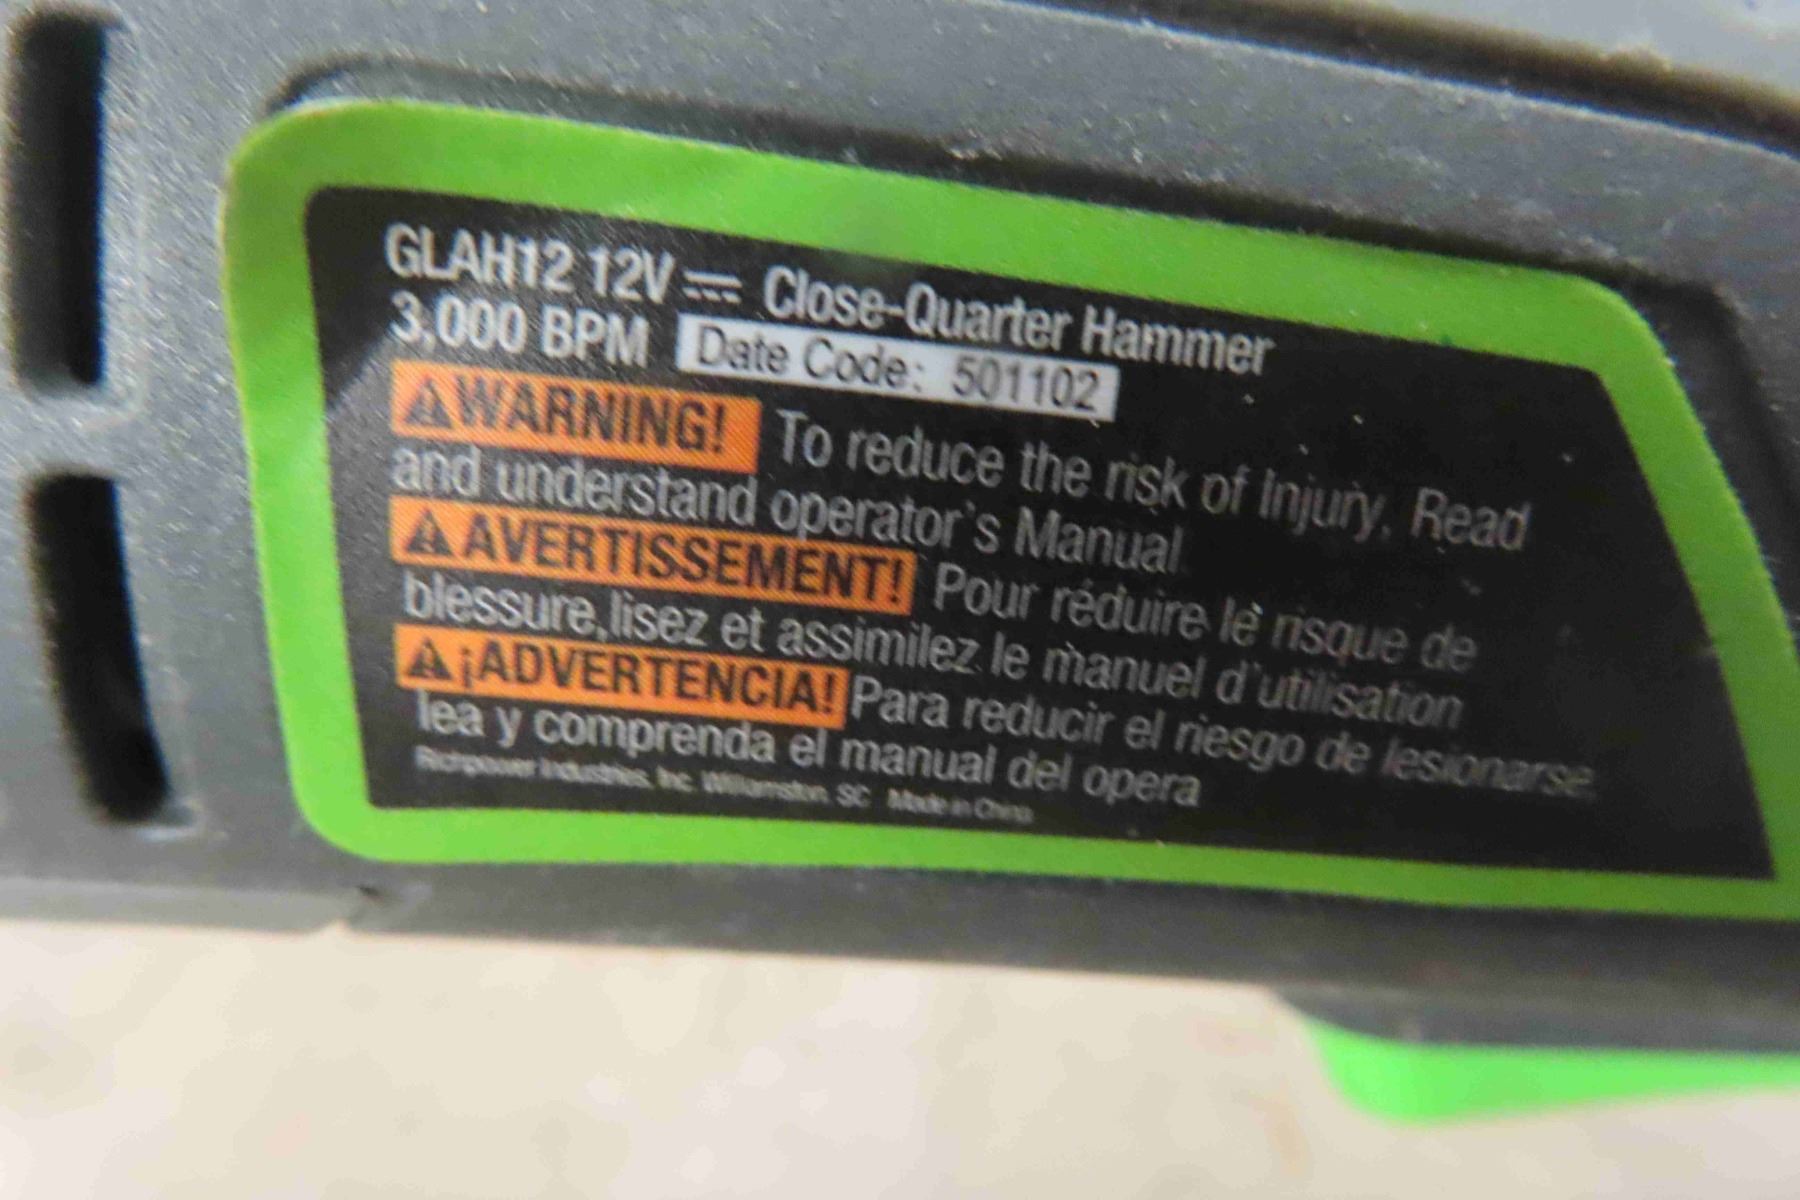 GLAH12 12V ⎓ Close-Quarter Hammer
3,000 BPM Date Code: 501102
⚠WARNING! To reduce the risk of Injury, Read
and understand operator's Manual
⚠AVERTISSEMENT! Pour réduire le risque de
blessure,lisez et assimilez le manuel d'utilisation
⚠¡ADVERTENCIA! Para reducir el riesgo de lesionarse,
lea y comprenda el manual del opera
Richpower Industries, Inc. Williamston, SC Made in China